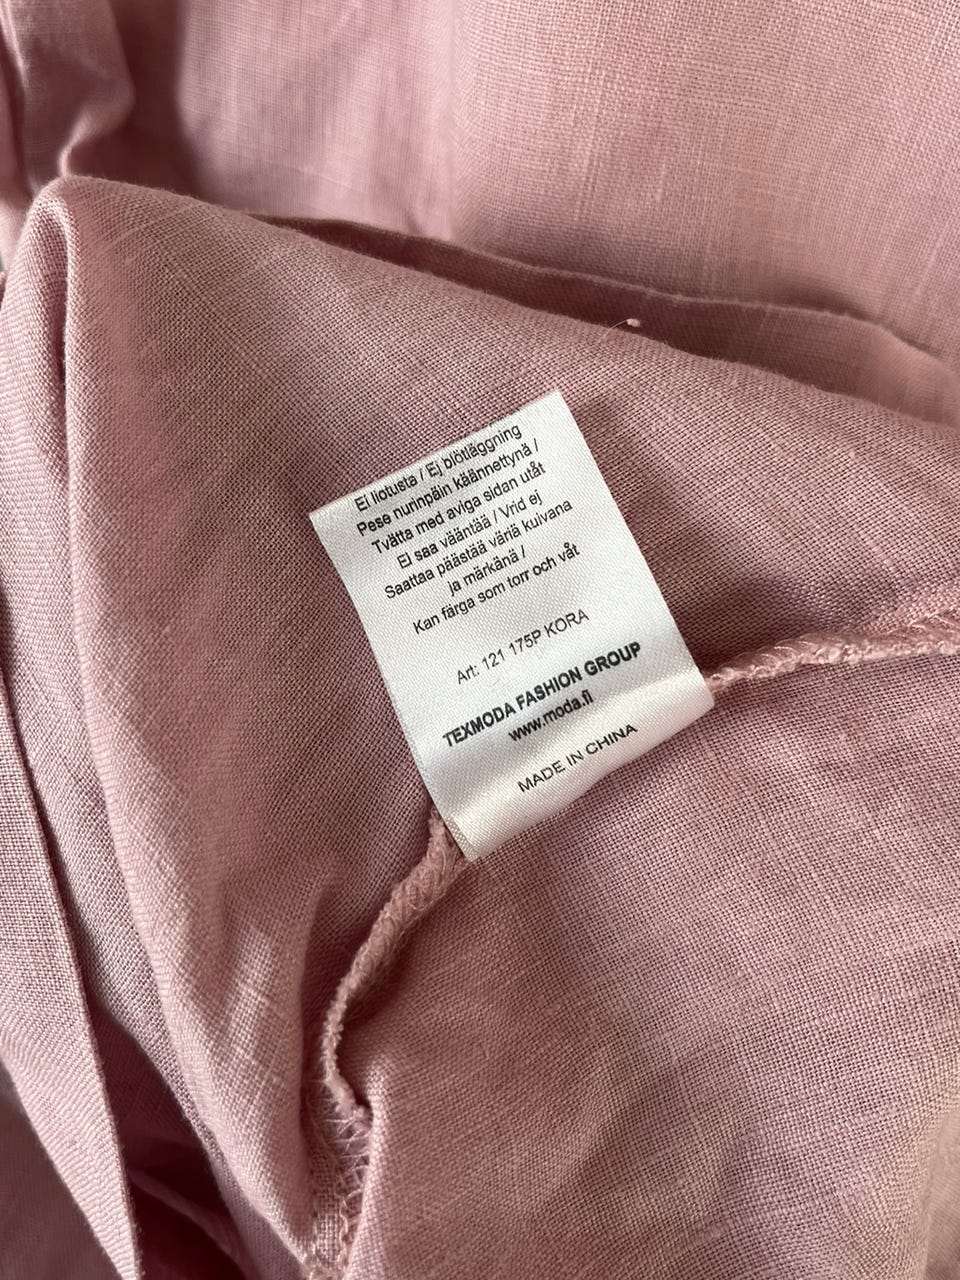 Ei liotusta / Ej blötläggning
Pese nurinpäin käännettynä /
Tvätta med aviga sidan utåt
Ei saa vääntää / Vrid ej
Saattaa päästää väriä kuivana
ja märkänä /
Kan färga som torr och våt
Art: 121 175P KORA
TEXMODA FASHION GROUP
www.moda.fi
MADE IN CHINA